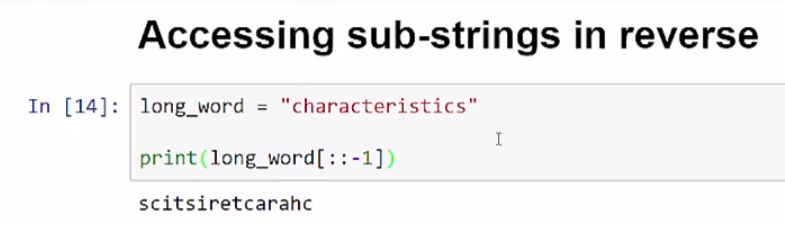 Accessing sub-strings in reverse
In [14]: long_word = "characteristics"
print(long_word[::-1])
scitsiretcarahc